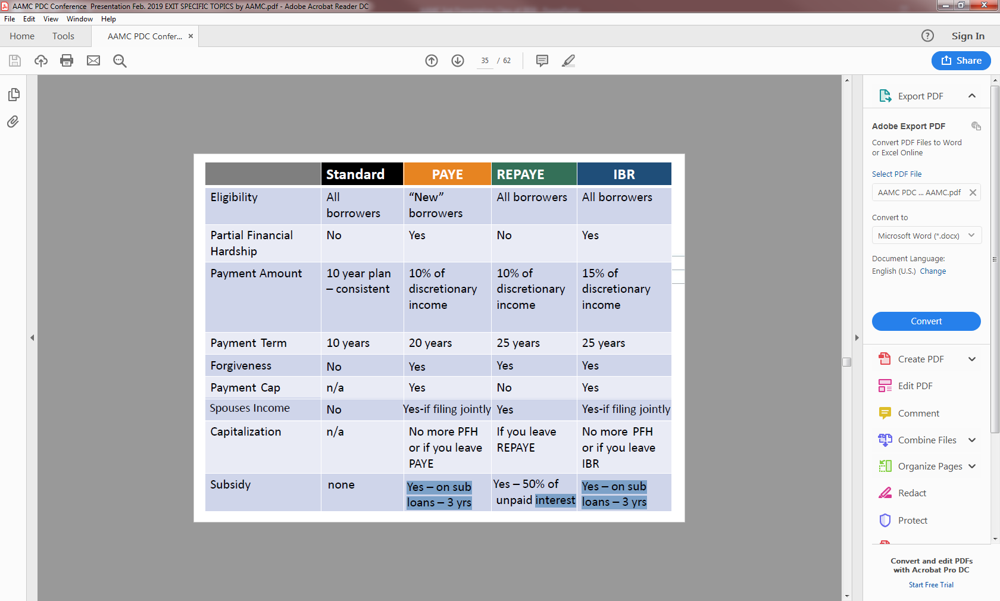 AAMC PDC Conference  Presentation Feb. 2019 EXIT SPECIFIC TOPICS by AAMC.pdf - Adobe Acrobat Reader DC
File Edit View Window Help
Home Tools AAMC PDC Confer... ×
? Sign In
35 / 62
Share
Standard PAYE REPAYE IBR
Eligibility All “New” All borrowers All borrowers
borrowers borrowers
Partial Financial No Yes No Yes
Hardship
Payment Amount 10 year plan 10% of 10% of 15% of
– consistent discretionary discretionary discretionary
income income income
Payment Term 10 years 20 years 25 years 25 years
Forgiveness No Yes Yes Yes
Payment Cap n/a Yes No Yes
Spouses Income No Yes-if filing jointly Yes Yes-if filing jointly
Capitalization n/a No more PFH If you leave No more PFH
or if you leave REPAYE or if you leave
PAYE IBR
Subsidy none Yes – on sub Yes – 50% of Yes – on sub
loans – 3 yrs unpaid interest loans – 3 yrs
Export PDF
Adobe Export PDF
Convert PDF Files to Word
or Excel Online
Select PDF File
AAMC PDC ... AAMC.pdf
Convert to
Microsoft Word (*.docx)
Document Language:
English (U.S.) Change
Convert
Create PDF
Edit PDF
Comment
Combine Files
Organize Pages
Redact
Protect
Convert and edit PDFs
with Acrobat Pro DC
Start Free Trial